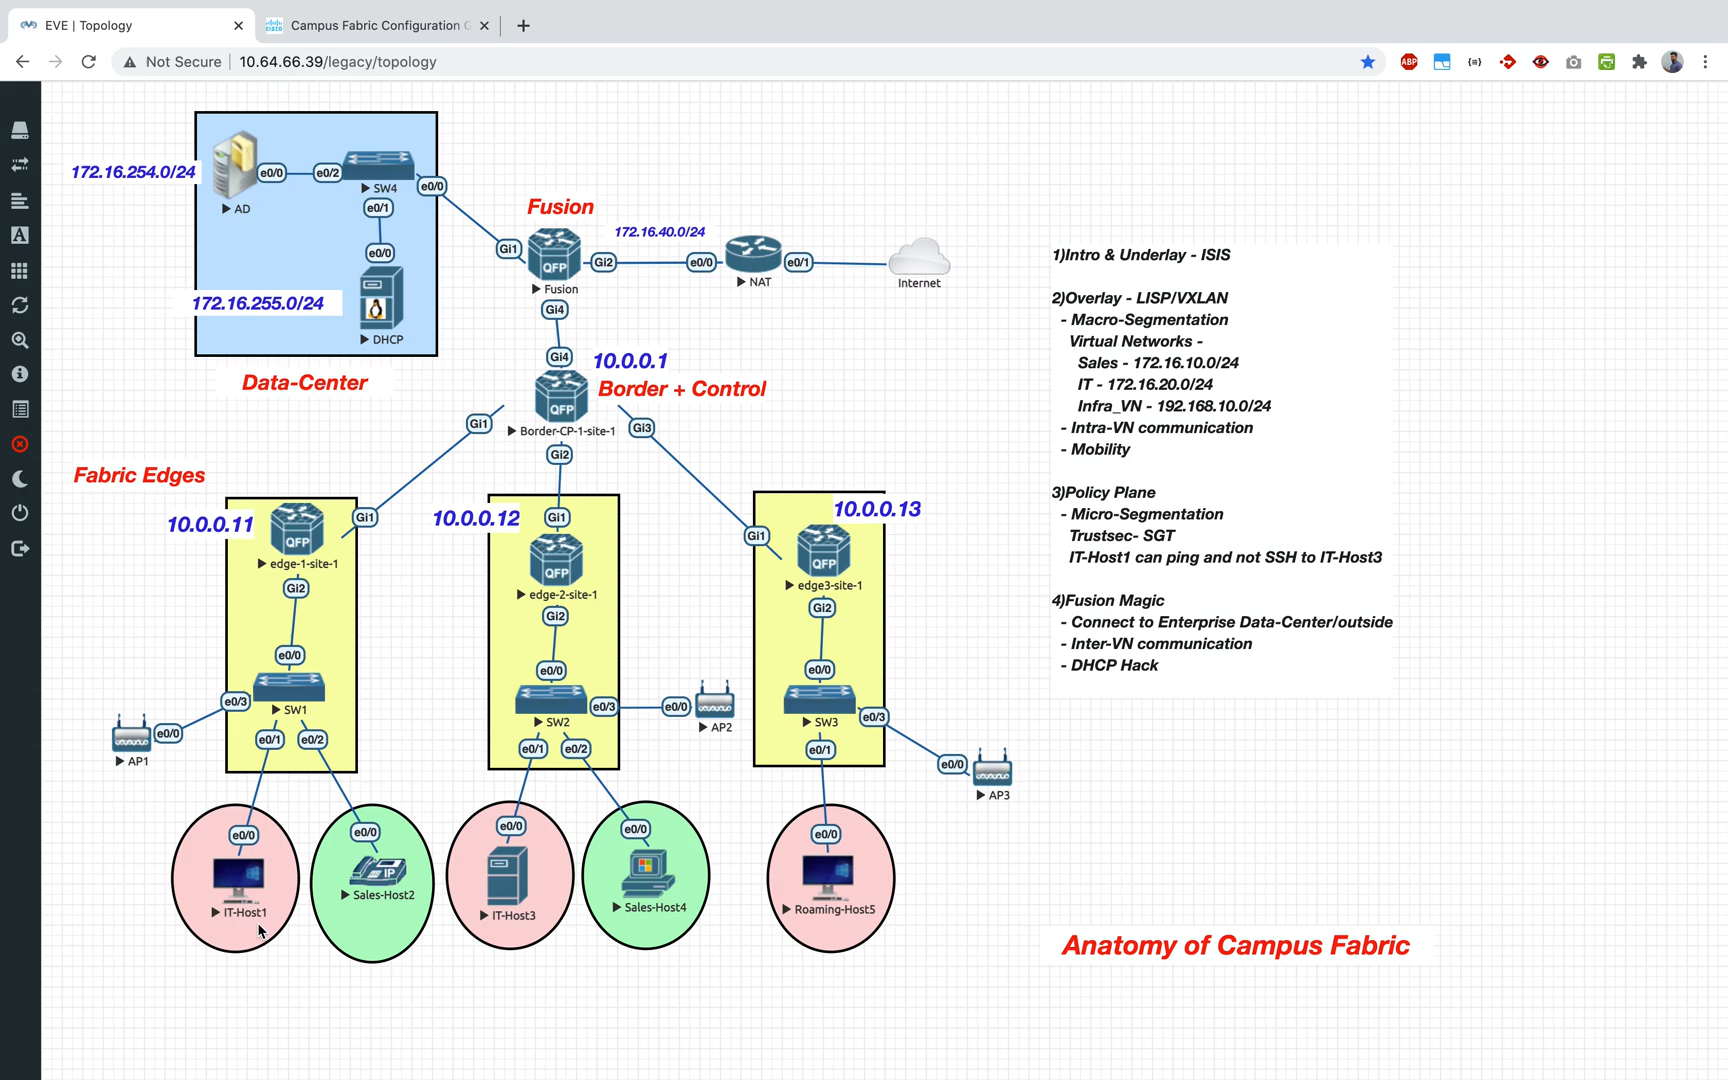 EVE | Topology
Campus Fabric Configuration G
Not Secure
10.64.66.39/legacy/topology
ABP
172.16.254.0/24
e0/0
e0/2
SW4
e0/0
AD
e0/1
Fusion
172.16.40.0/24
e0/0
Gi1
QFP
Gi2
e0/0
e0/1
NAT
Internet
Fusion
172.16.255.0/24
Gi4
DHCP
Gi4
10.0.0.1
Data-Center
Border + Control
QFP
Gi1
Border-CP-1-site-1
Gi3
Gi2
Fabric Edges
10.0.0.11
Gi1
QFP
edge-1-site-1
Gi2
e0/0
SW1
e0/3
e0/0
AP1
e0/1
e0/2
10.0.0.12
Gi1
QFP
edge-2-site-1
Gi2
e0/0
SW2
e0/3
e0/0
AP2
e0/1
e0/2
10.0.0.13
Gi1
QFP
edge3-site-1
Gi2
e0/0
SW3
e0/3
e0/0
AP3
e0/1
e0/0
IT-Host1
e0/0
IP
Sales-Host2
e0/0
IT-Host3
e0/0
Sales-Host4
e0/0
Roaming-Host5
1)Intro & Underlay - ISIS
2)Overlay - LISP/VXLAN
- Macro-Segmentation
Virtual Networks -
Sales - 172.16.10.0/24
IT - 172.16.20.0/24
Infra_VN - 192.168.10.0/24
- Intra-VN communication
- Mobility
3)Policy Plane
- Micro-Segmentation
Trustsec- SGT
IT-Host1 can ping and not SSH to IT-Host3
4)Fusion Magic
- Connect to Enterprise Data-Center/outside
- Inter-VN communication
- DHCP Hack
Anatomy of Campus Fabric